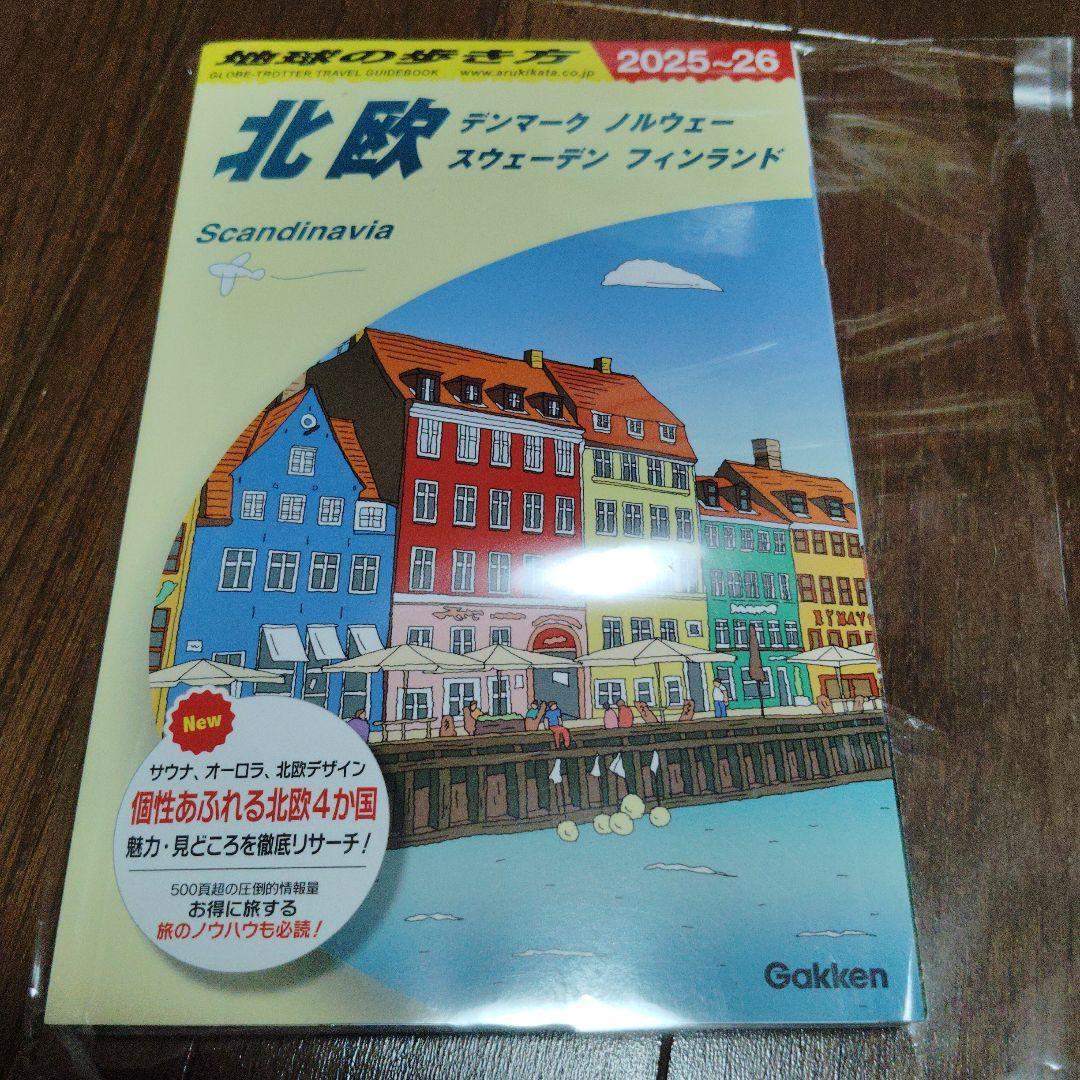 地球の歩き方
GLOBE-TROTTER TRAVEL GUIDEBOOK
www.arukikata.co.jp
2025~26
北欧
デンマーク ノルウェー
スウェーデン フィンランド
Scandinavia
New
サウナ、オーロラ、北欧デザイン
個性あふれる北欧4か国
魅力・見どころを徹底リサーチ!
500頁超の圧倒的情報量
お得に旅する
旅のノウハウも必読!
Gakken